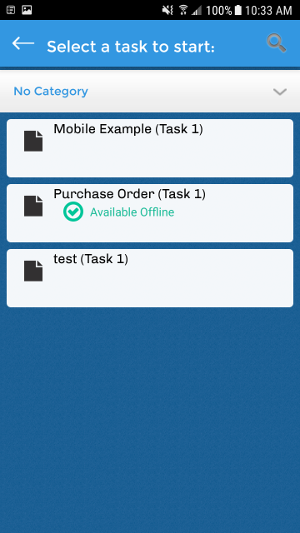 100% 10:33 AM
Select a task to start:
No Category
Mobile Example (Task 1)
Purchase Order (Task 1)
Available Offline
test (Task 1)